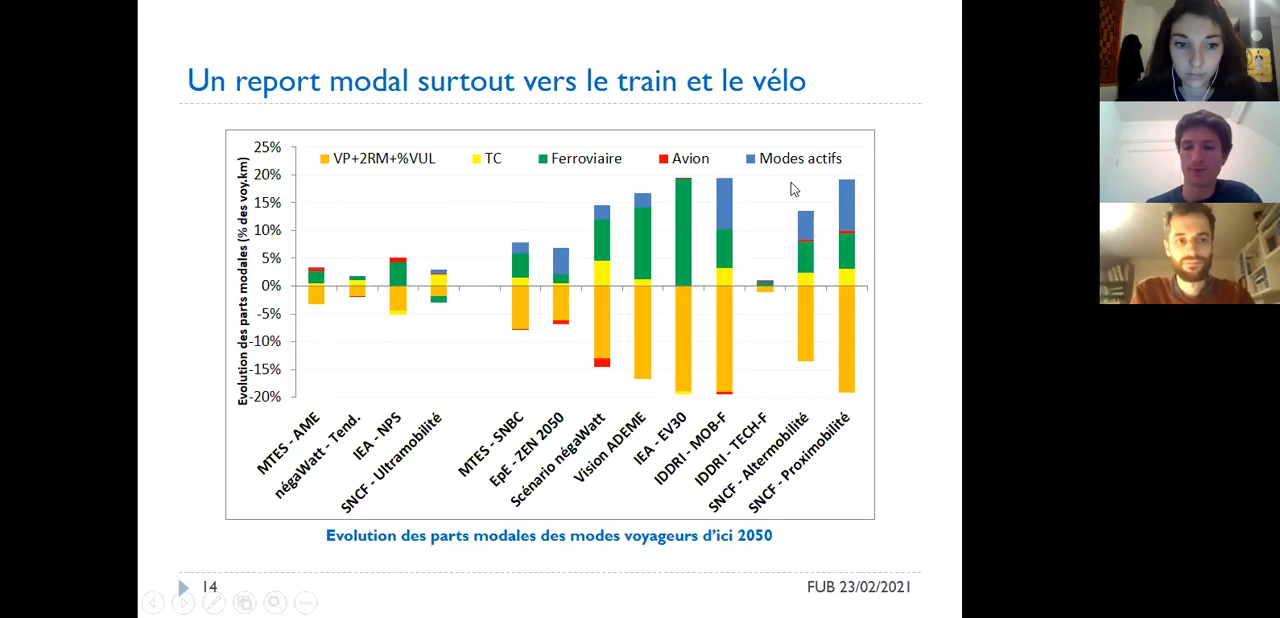 Un report modal surtout vers le train et le vélo
VP+2RM+%VUL TC Ferroviaire Avion Modes actifs
Evolution des parts modales (% des voy.km)
25%
20%
15%
10%
5%
0%
-5%
-10%
-15%
-20%
MTES - AME
négaWatt - Tend.
IEA - NPS
SNCF - Ultramobilité
MTES - SNBC
EpE - ZEN 2050
Scénario négaWatt
Vision ADEME
IEA - EV30
IDDRI - MOB-F
IDDRI - TECH-F
SNCF - Altermobilité
SNCF - Proximobilité
Evolution des parts modales des modes voyageurs d'ici 2050
14
FUB 23/02/2021